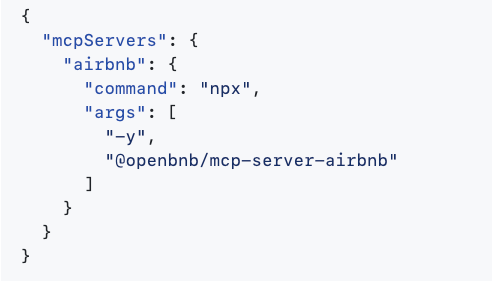 {
  "mcpServers": {
    "airbnb": {
      "command": "npx",
      "args": [
        "-y",
        "@openbnb/mcp-server-airbnb"
      ]
    }
  }
}